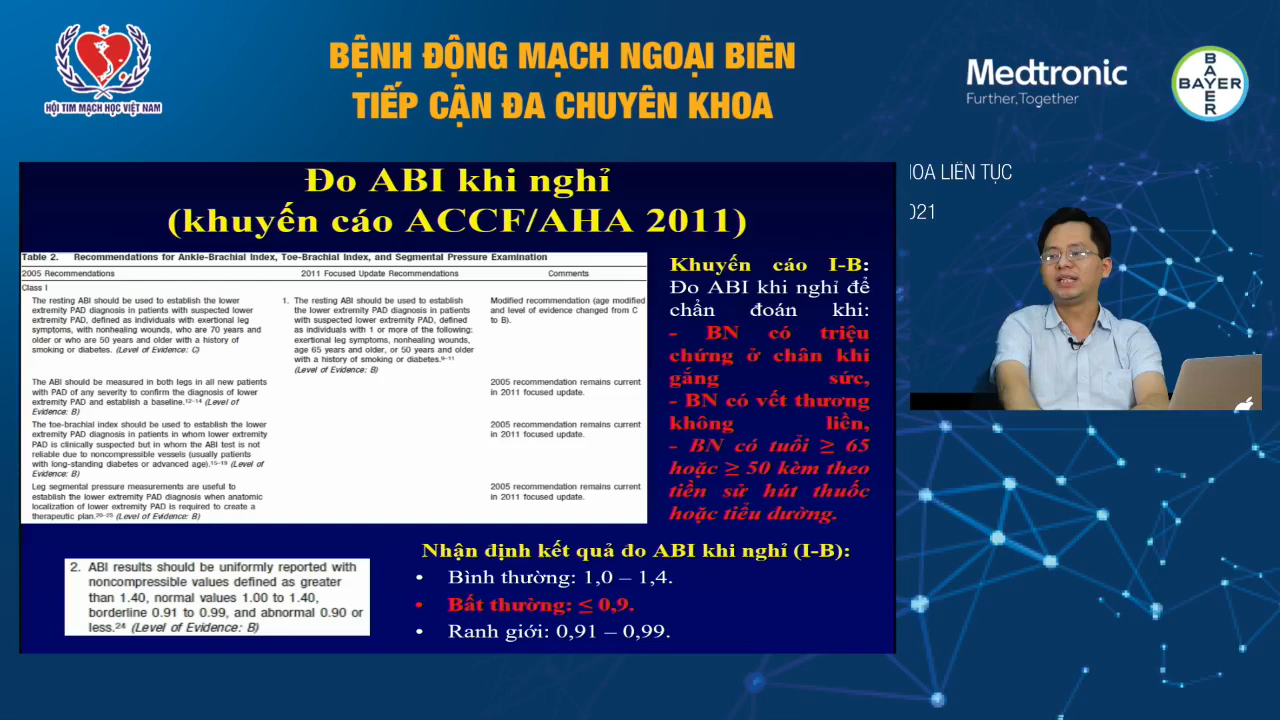 HỘI TIM MẠCH HỌC VIỆT NAM
BỆNH ĐỘNG MẠCH NGOẠI BIÊN
TIẾP CẬN ĐA CHUYÊN KHOA
Medtronic
Further, Together
BAYER
BAYER
HOA LIÊN TỤC
2021
Đo ABI khi nghỉ
(khuyến cáo ACCF/AHA 2011)
Table 2. Recommendations for Ankle-Brachial Index, Toe-Brachial Index, and Segmental Pressure Examination
2005 Recommendations 2011 Focused Update Recommendations Comments
Class I
The resting ABI should be used to establish the lower
extremity PAD diagnosis in patients with suspected lower
extremity PAD, defined as individuals with exertional leg
symptoms, with nonhealing wounds, who are 70 years and
older or who are 50 years and older with a history of
smoking or diabetes. (Level of Evidence: C)
1. The resting ABI should be used to establish
the lower extremity PAD diagnosis in patients
with suspected lower extremity PAD, defined
as individuals with 1 or more of the following:
exertional leg symptoms, nonhealing wounds,
age 65 years and older, or 50 years and older
with a history of smoking or diabetes.9–11
(Level of Evidence: B)
Modified recommendation (age modified
and level of evidence changed from C
to B).
The ABI should be measured in both legs in all new patients
with PAD of any severity to confirm the diagnosis of lower
extremity PAD and establish a baseline.12–14 (Level of
Evidence: B)
2005 recommendation remains current
in 2011 focused update.
The toe-brachial index should be used to establish the lower
extremity PAD diagnosis in patients in whom lower extremity
PAD is clinically suspected but in whom the ABI test is not
reliable due to noncompressible vessels (usually patients
with long-standing diabetes or advanced age).15–19 (Level of
Evidence: B)
2005 recommendation remains current
in 2011 focused update.
Leg segmental pressure measurements are useful to
establish the lower extremity PAD diagnosis when anatomic
localization of lower extremity PAD is required to create a
therapeutic plan.20–23 (Level of Evidence: B)
2005 recommendation remains current
in 2011 focused update.
Khuyến cáo I-B:
Đo ABI khi nghỉ để
chẩn đoán khi:
- BN có triệu
chứng ở chân khi
gắng sức,
- BN có vết thương
không liền,
- BN có tuổi ≥ 65
hoặc ≥ 50 kèm theo
tiền sử hút thuốc
hoặc tiểu đường.
2. ABI results should be uniformly reported with
noncompressible values defined as greater
than 1.40, normal values 1.00 to 1.40,
borderline 0.91 to 0.99, and abnormal 0.90 or
less.24 (Level of Evidence: B)
Nhận định kết quả đo ABI khi nghỉ (I-B):
• Bình thường: 1,0 – 1,4.
• Bất thường: ≤ 0,9.
• Ranh giới: 0,91 – 0,99.